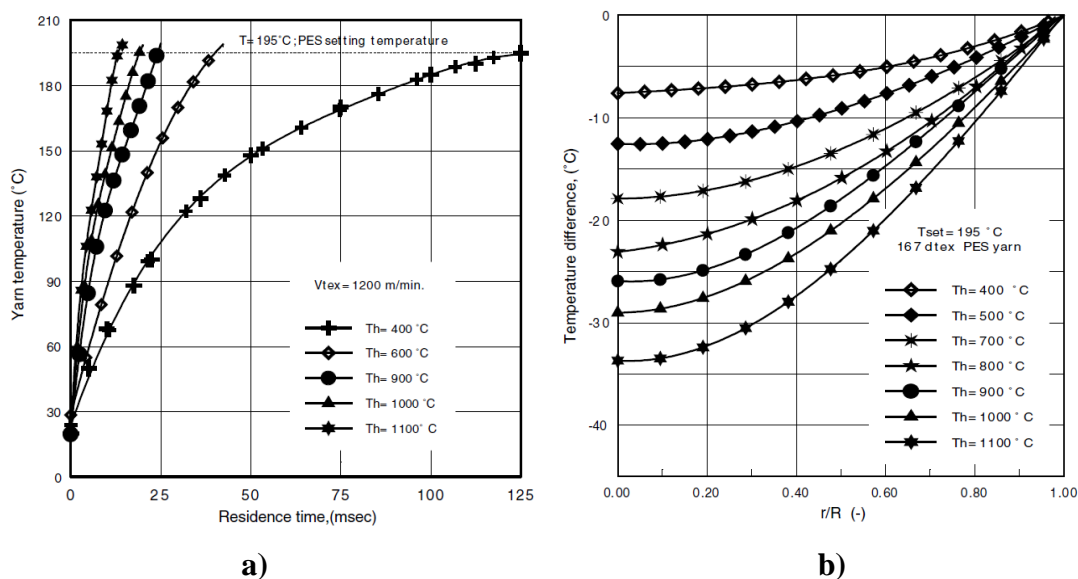 210
180
150
120
90
60
30
0
Yarn temperature (˚C)
T=195˚C;PES setting temperature
Vtex= 1200 m/min.
Th= 400 ˚C
Th= 600 ˚C
Th= 900 ˚C
Th= 1000 ˚C
Th= 1100˚ C
0
25
50
75
100
125
Residence time,(msec)
a)
0
-10
-20
-30
-40
Temperature difference, (˚C)
Tset= 195 ˚C
167 dtex PES yarn
Th= 400 ˚C
Th= 500 ˚C
Th= 700 ˚C
Th= 800 ˚C
Th= 900 ˚C
Th= 1000 ˚C
Th= 1100 ˚C
0.00
0.20
0.40
0.60
0.80
1.00
r/R (-)
b)